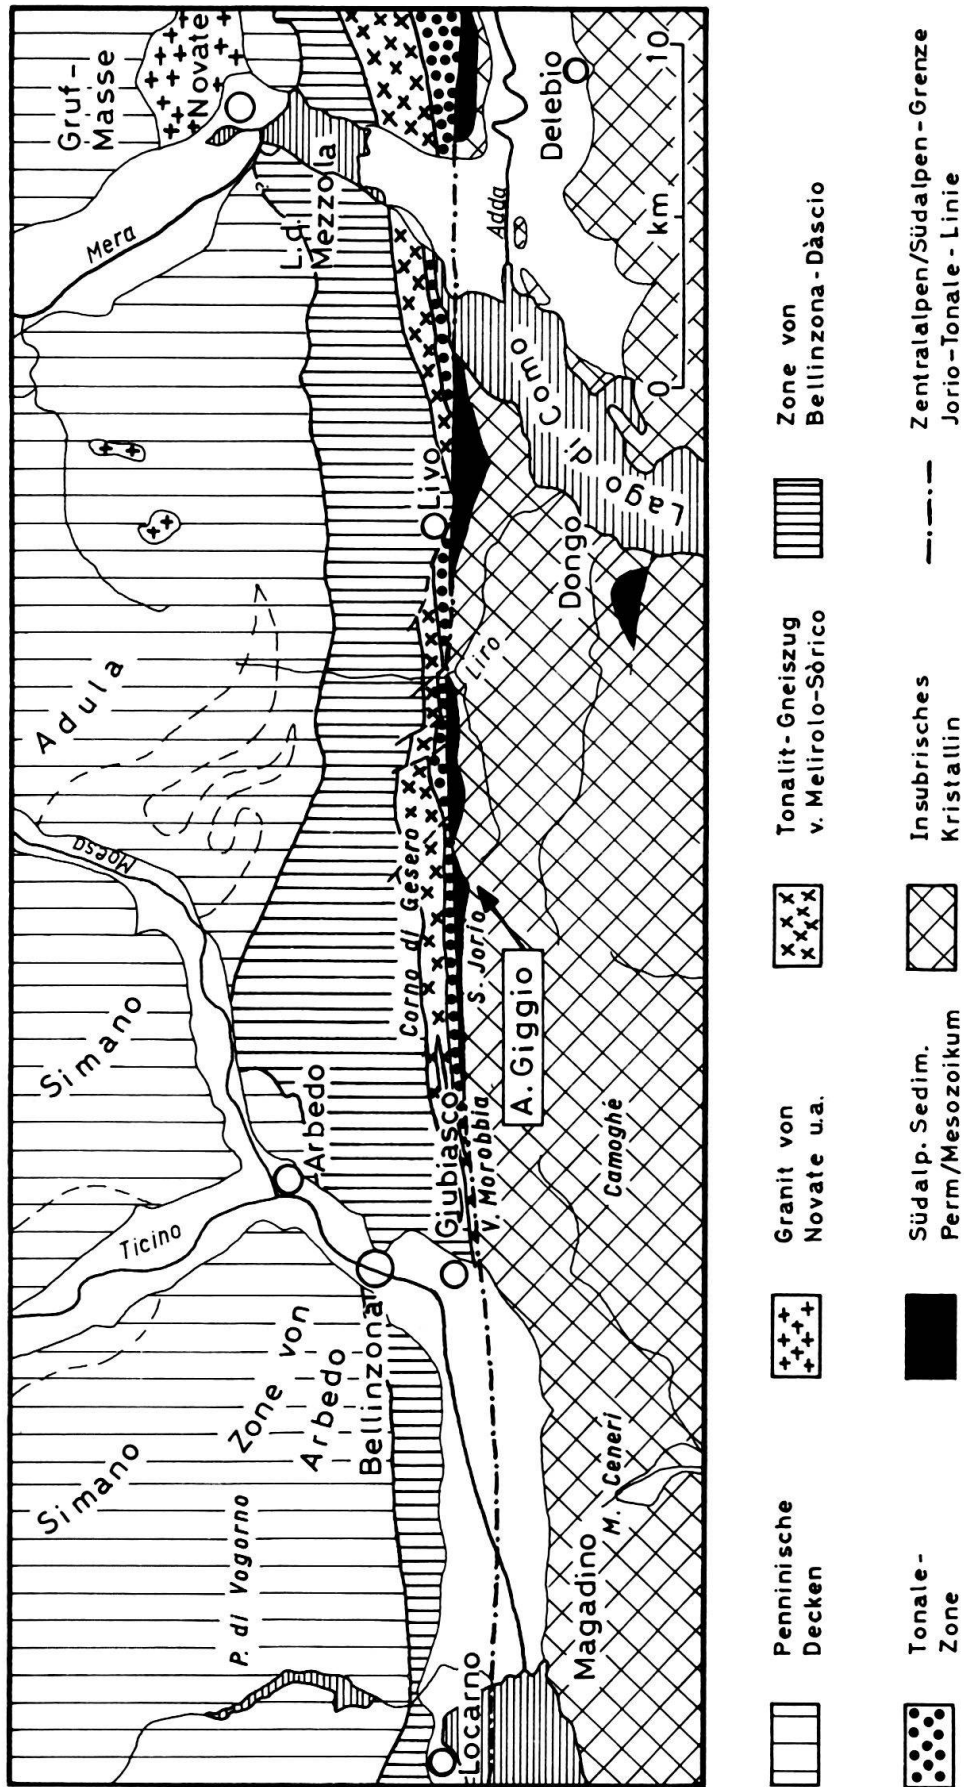 Gruf-
Masse
Novate
Mera
L.d.
Mezzola
Adda
Delebio
0 km 10
Lago di Como
Livo
Dongo
Liro
Adula
Moesa
Corno di Gesero
S. Jorio
A. Giggio
Simano
Arbedo
Giubiasco
V. Morobbia
Camoghè
Ticino
Bellinzona
Zone von
Arbedo
Simano
P. di Vogorno
M. Ceneri
Magadino
Locarno
?
Penninische
Decken
Granit von
Novate u.a.
Tonalit-Gneiszug
v. Melirolo-Sòrico
Zone von
Bellinzona-Dàscio
Tonale-
Zone
Südalp. Sedim.
Perm/Mesozoikum
Insubrisches
Kristallin
Zentralalpen/Südalpen-Grenze
Jorio-Tonale-Linie